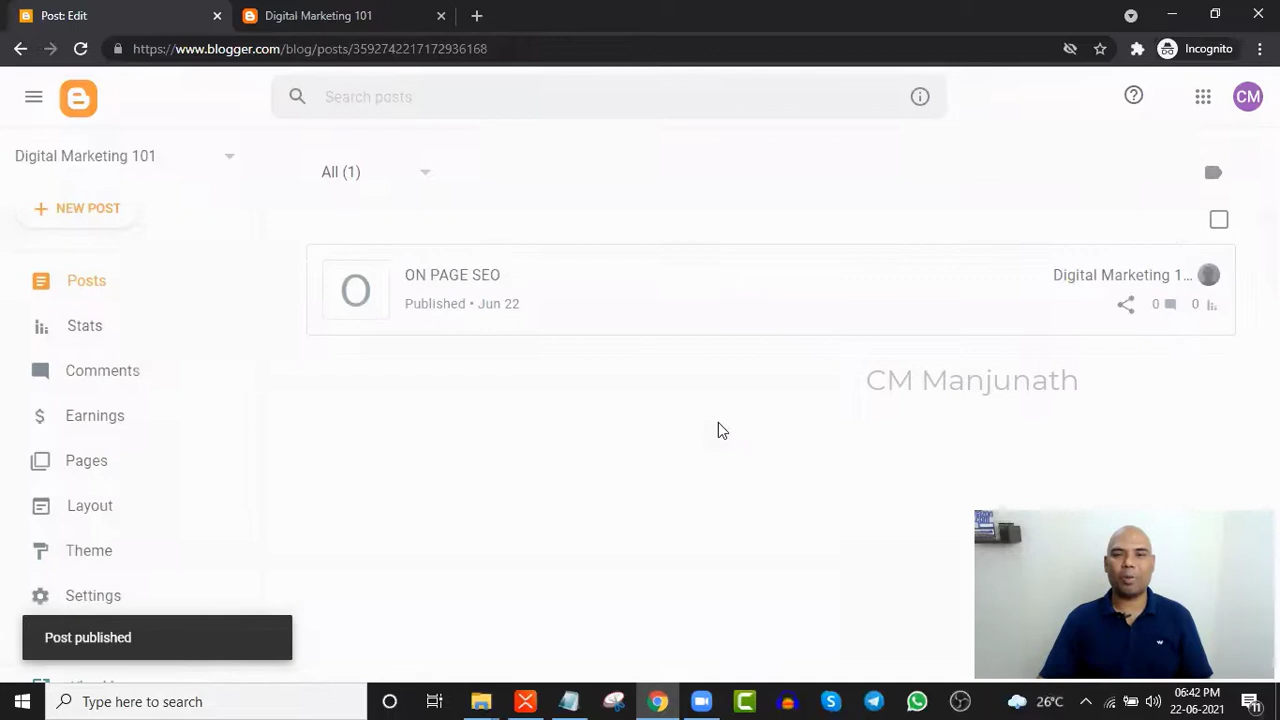 Post: Edit
Digital Marketing 101
https://www.blogger.com/blog/posts/3592742217172936168
Incognito
Search posts
CM
Digital Marketing 101
All (1)
NEW POST
Posts
O
ON PAGE SEO
Published • Jun 22
Digital Marketing 1...
0
0
Stats
Comments
CM Manjunath
Earnings
Pages
Layout
Theme
Settings
Post published
Type here to search
26°C
06:42 PM
22-06-2021
11